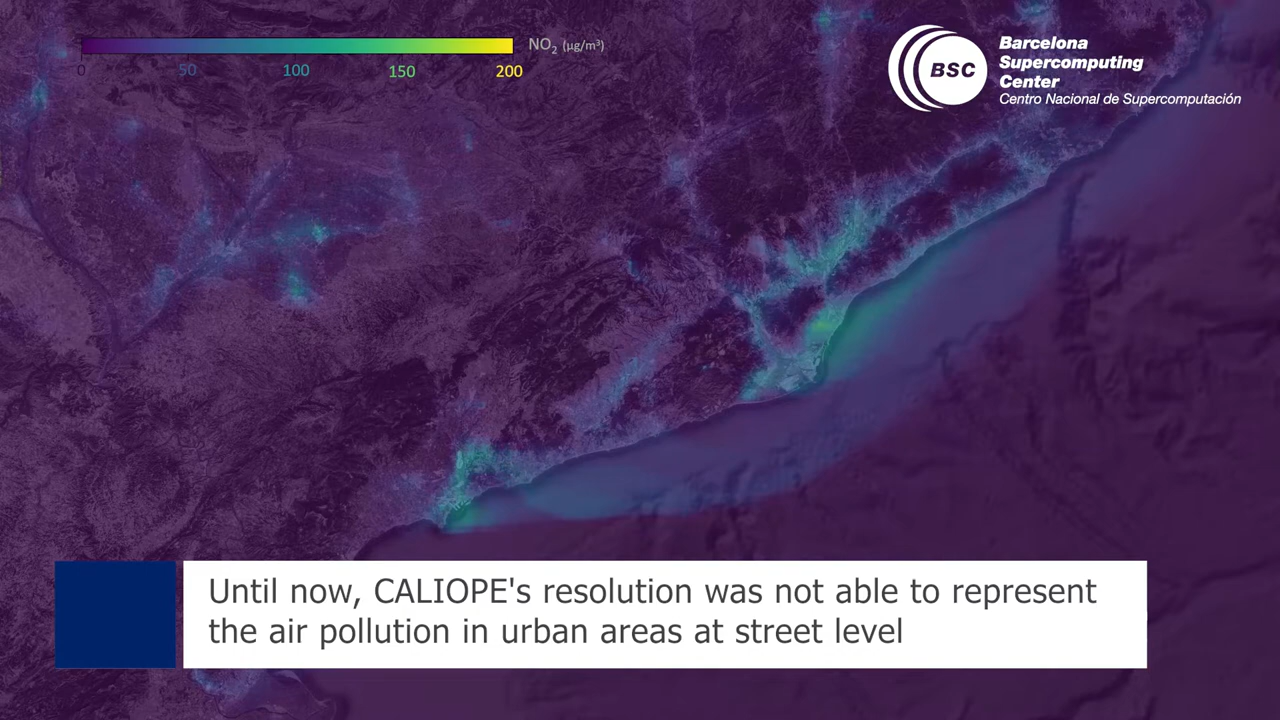 NO2 (µg/m³)
0 50 100 150 200
BSC
Barcelona
Supercomputing
Center
Centro Nacional de Supercomputación
Until now, CALIOPE's resolution was not able to represent
the air pollution in urban areas at street level